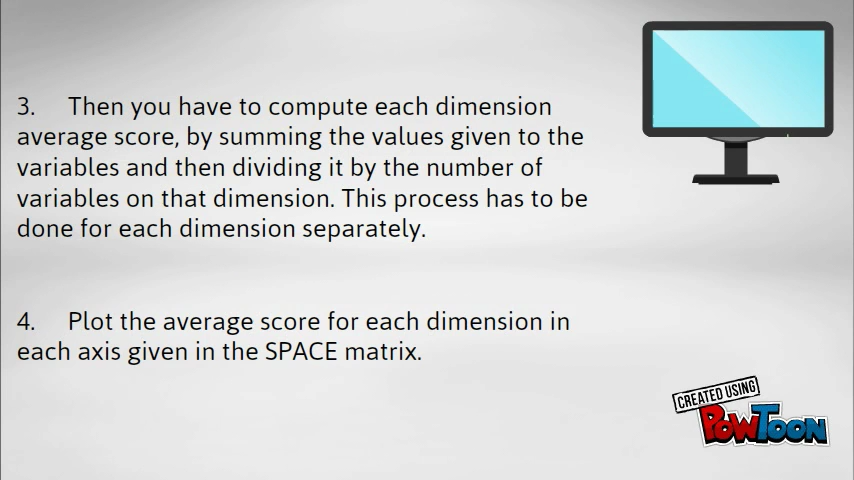 3. Then you have to compute each dimension
average score, by summing the values given to the
variables and then dividing it by the number of
variables on that dimension. This process has to be
done for each dimension separately.
4. Plot the average score for each dimension in
each axis given in the SPACE matrix.
CREATED USING
POWTOON